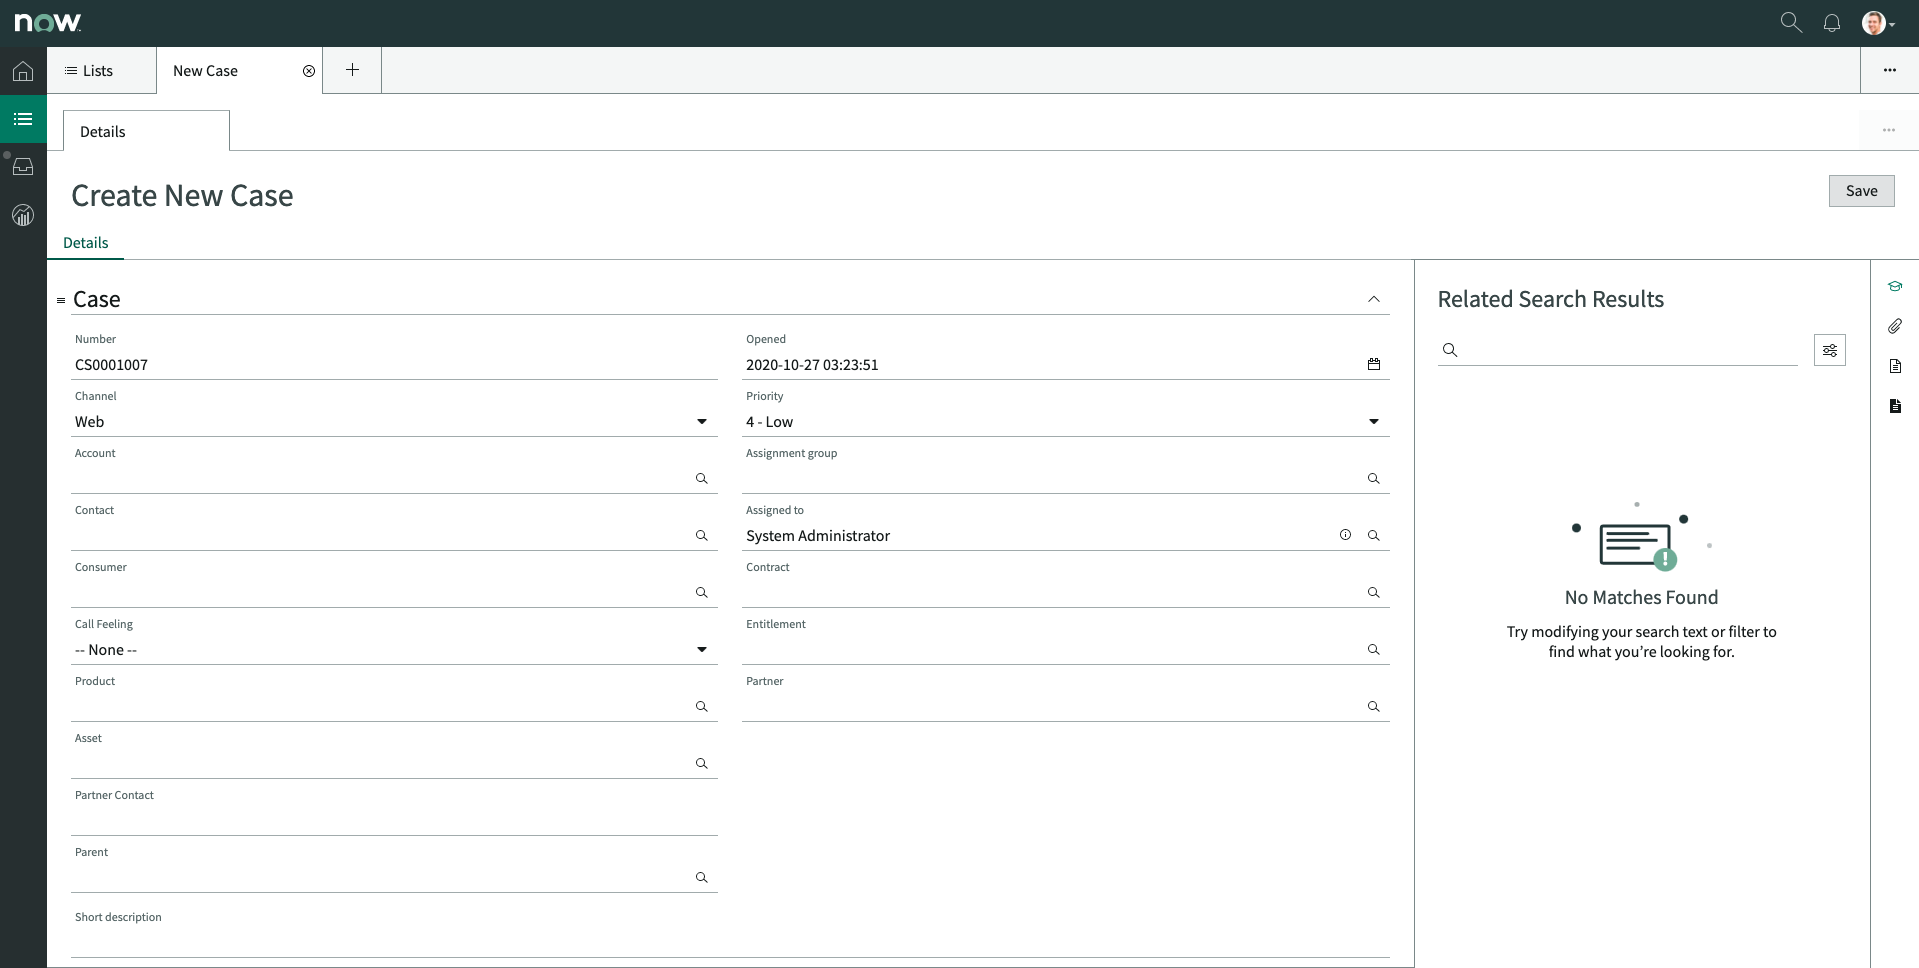 now
Lists
New Case
Details
Create New Case
Save
Details
Case
Number
CS0001007
Opened
2020-10-27 03:23:51
Channel
Web
Priority
4 - Low
Account
Assignment group
Contact
Assigned to
System Administrator
Consumer
Contract
Call Feeling
-- None --
Entitlement
Product
Partner
Asset
Partner Contact
Parent
Short description
Related Search Results
No Matches Found
Try modifying your search text or filter to
find what you’re looking for.